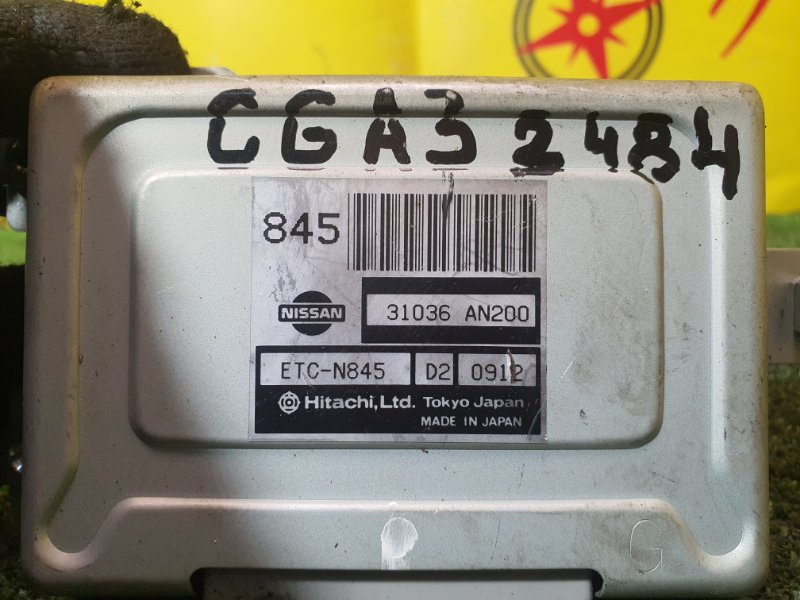 CGA3 2484
845
NISSAN
31036 AN200
ETC-N845 D2 0912
Hitachi, Ltd. Tokyo Japan
MADE IN JAPAN
G